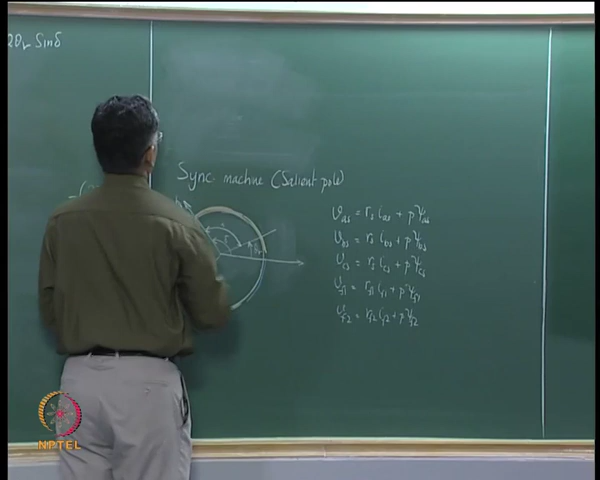 2θr Sinδ
Sync. machine (Salient pole)
Vas = rs ias + pψas
Vbs = rs ibs + pψbs
Vcs = rs ics + pψcs
Vf1 = rf1 if1 + pψf1
Vf2 = rf2 if2 + pψf2
NPTEL